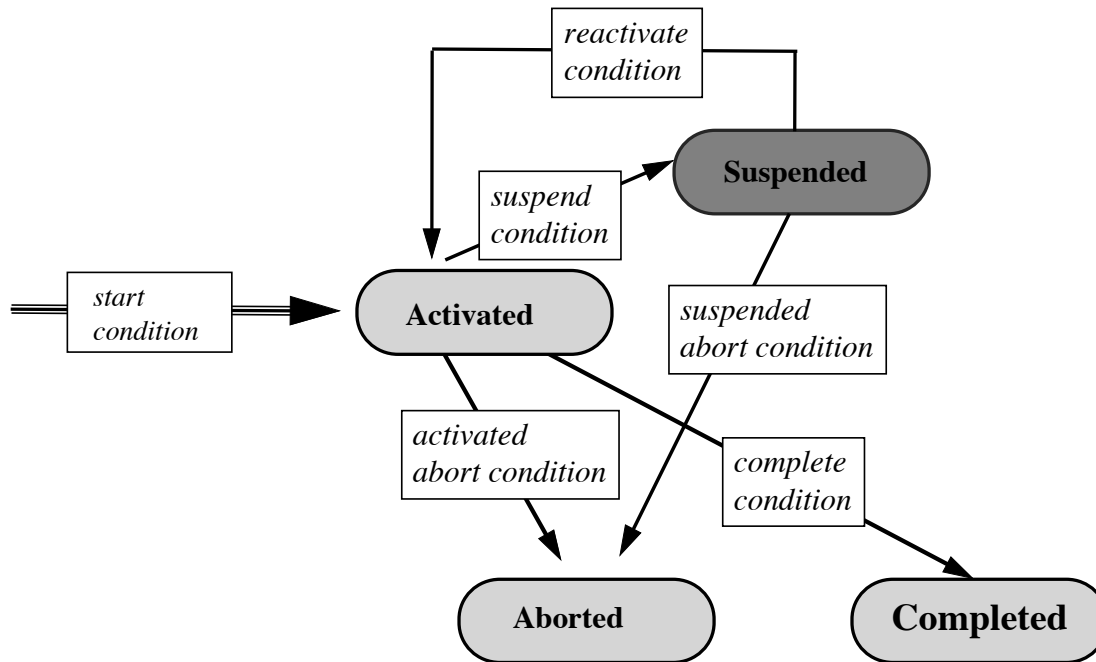 reactivate
condition
Suspended
suspend
condition
start
condition
Activated
suspended
abort condition
activated
abort condition
complete
condition
Aborted
Completed